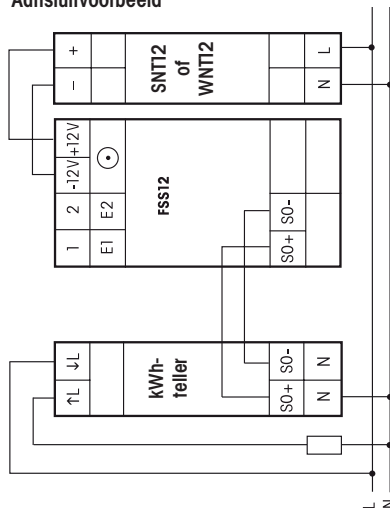 Aansluitvoorbeeld
+
−
SNT12
of
WNT12
L
N
-12V +12V
1 2
E1 E2
FSS12
S0+ S0-
↑L ↓L
kWh-
teller
S0+ S0-
N N
L
N